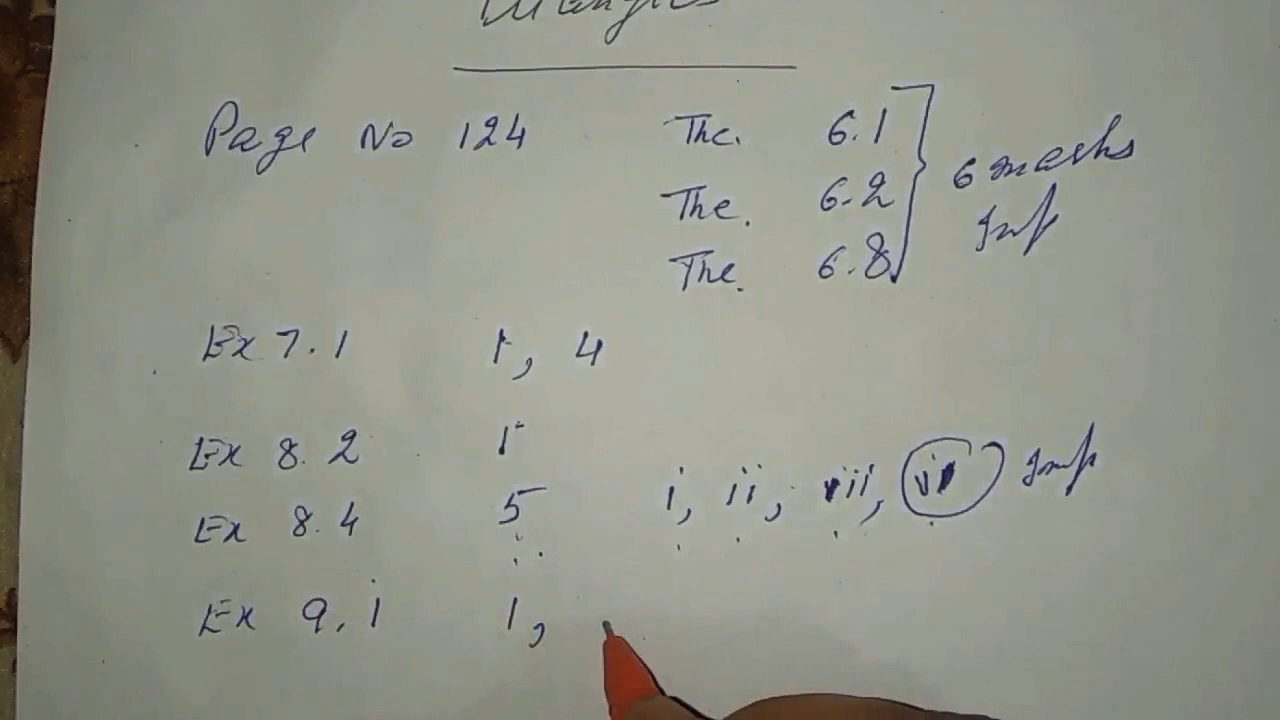 Triangles
Page No 124 The. 6.1
The. 6.2 6 marks
The. 6.8 Imp
Ex 7.1 1, 4
Ex 8.2 1
Ex 8.4 5 i, ii, vii, Imp
Ex 9.1 1,